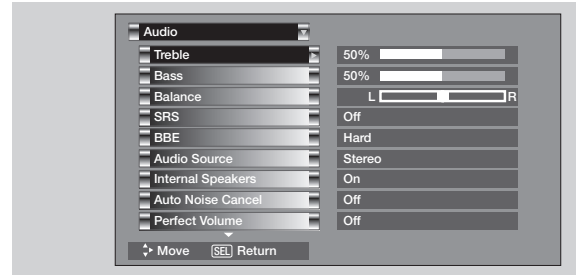 Audio
Treble 50%
Bass 50%
Balance L R
SRS Off
BBE Hard
Audio Source Stereo
Internal Speakers On
Auto Noise Cancel Off
Perfect Volume Off
Move SEL Return